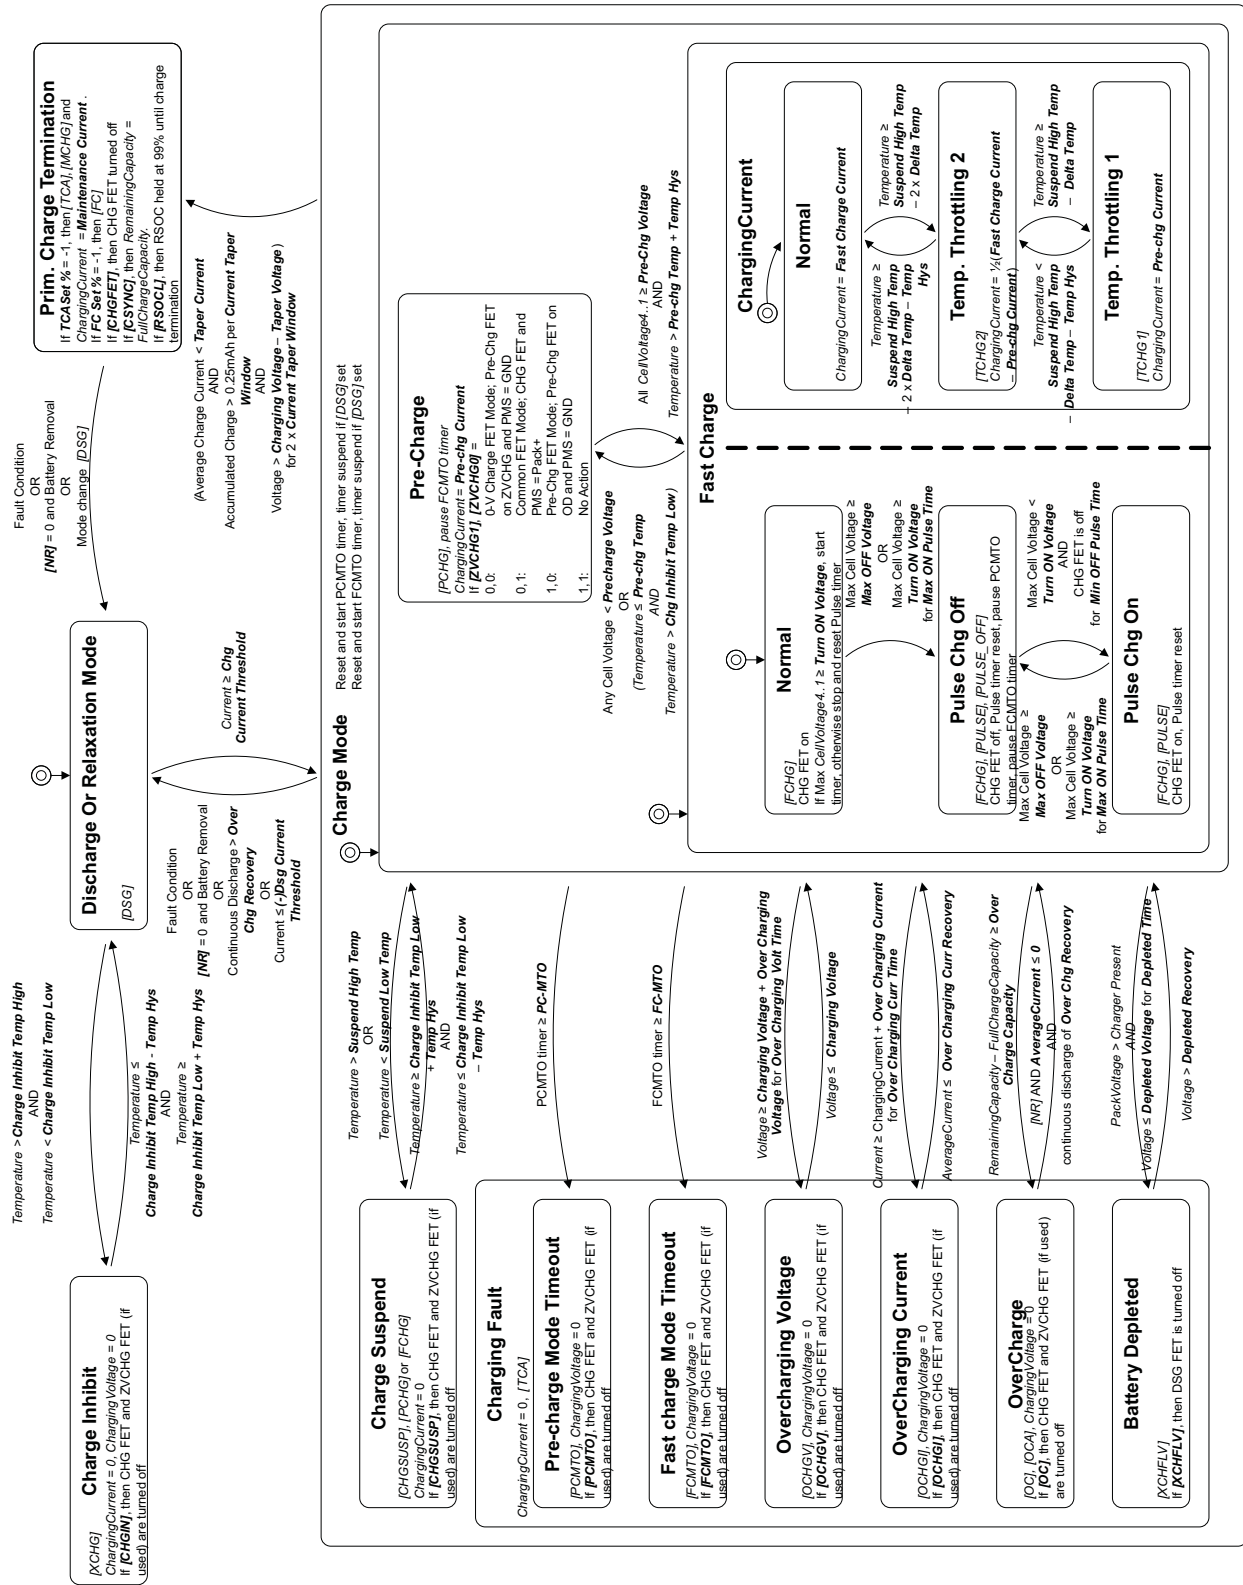 Charge Inhibit
[XCHG]
ChargingCurrent = 0, ChargingVoltage = 0
If [CHGIN], then CHG FET and ZVCHG FET (if
used) are turned off
Temperature > Charge Inhibit Temp High
AND
Temperature < Charge Inhibit Temp Low
Temperature ≤
Charge Inhibit Temp High - Temp Hys
AND
Temperature ≥
Charge Inhibit Temp Low + Temp Hys
Discharge Or Relaxation Mode
[DSG]
Fault Condition
OR
[NR] = 0 and Battery Removal
OR
Mode change [DSG]
Prim. Charge Termination
If TCASet % = -1, then [TCA], [MCHG] and
ChargingCurrent = Maintenance Current .
If FC Set % = -1, then [FC]
If [CHGFET], then CHG FET turned off
If [CSYNC], then RemainingCapacity =
FullChargeCapacity.
If [RSOCL], then RSOC held at 99% until charge
termination
Fault Condition
OR
[NR] = 0 and Battery Removal
OR
Continuous Discharge > Over
Chg Recovery
OR
Current ≤ (-)Dsg Current
Threshold
Current ≥ Chg
Current Threshold
(Average Charge Current < Taper Current
AND
Accumulated Charge > 0.25mAh per Current Taper
Window
AND
Voltage > Charging Voltage – Taper Voltage)
for 2 x Current Taper Window
Charge Mode
Reset and start PCMTO timer, timer suspend if [DSG] set
Reset and start FCMTO timer, timer suspend if [DSG] set
Charge Suspend
[CHGSUSP], [PCHG] or [FCHG]
ChargingCurrent = 0
If [CHGSUSP], then CHG FET and ZVCHG FET (if
used) are turned off
Temperature > Suspend High Temp
OR
Temperature < Suspend Low Temp
Temperature ≥ Charge Inhibit Temp Low
+ Temp Hys
AND
Temperature ≤ Charge Inhibit Temp Low
– Temp Hys
Charging Fault
ChargingCurrent = 0, [TCA]
Pre-charge Mode Timeout
[PCMTO], ChargingVoltage = 0
If [PCMTO], then CHG FET and ZVCHG FET (if
used) are turned off
PCMTO timer ≥ PC-MTO
Fast charge Mode Timeout
[FCMTO], ChargingVoltage = 0
If [FCMTO], then CHG FET and ZVCHG FET (if
used) are turned off
FCMTO timer ≥ FC-MTO
Overcharging Voltage
[OCHGV], ChargingVoltage = 0
If [OCHGV], then CHG FET and ZVCHG FET (if
used) are turned off
Voltage ≥ Charging Voltage + Over Charging
Voltage for Over Charging Volt Time
Voltage ≤ Charging Voltage
OverCharging Current
[OCHGI], ChargingVoltage = 0
If [OCHGI], then CHG FET and ZVCHG FET (if
used) are turned off
Current ≥ ChargingCurrent + Over Charging Current
for Over Charging Curr Time
AverageCurrent ≤ Over Charging Curr Recovery
OverCharge
[OC], [OCA], ChargingVoltage = 0
If [OC], then CHG FET and ZVCHG FET (if used)
are turned off
RemainingCapacity – FullChargeCapacity ≥ Over
Charge Capacity
[NR] AND AverageCurrent ≤ 0
AND
continuous discharge of Over Chg Recovery
Battery Depleted
[XCHFLV]
If [XCHFLV], then DSG FET is turned off
PackVoltage > Charger Present
AND
Voltage ≤ Depleted Voltage for Depleted Time
Voltage > Depleted Recovery
Pre-Charge
[PCHG], pause FCMTO timer
ChargingCurrent = Pre-chg Current
If [ZVCHG1], [ZVCHG0] =
0,0: 0-V Charge FET Mode; Pre-Chg FET
on ZVCHG and PMS = GND
0,1: Common FET Mode; CHG FET and
PMS =Pack+
1,0: Pre-Chg FET Mode; Pre-Chg FET on
OD and PMS = GND
1,1: No Action
Any Cell Voltage < Precharge Voltage
OR
(Temperature ≤ Pre-chg Temp
AND
Temperature > Chg Inhibit Temp Low)
All CellVoltage4..1 ≥ Pre-Chg Voltage
AND
Temperature > Pre-chg Temp + Temp Hys
Fast Charge
Normal
[FCHG]
CHG FET on
If Max CellVoltage4..1 ≥ Turn ON Voltage, start
timer, otherwise stop and reset Pulse timer
Max Cell Voltage ≥
Max OFF Voltage
OR
Max Cell Voltage ≥
Turn ON Voltage
for Max ON Pulse Time
Pulse Chg Off
[FCHG], [PULSE], [PULSE_OFF]
CHG FET off, Pulse timer reset, pause PCMTO
timer, pause FCMTO timer
Max Cell Voltage ≥
Max OFF Voltage
OR
Max Cell Voltage ≥
Turn ON Voltage
for Max ON Pulse Time
Max Cell Voltage <
Turn ON Voltage
AND
CHG FET is off
for Min OFF Pulse Time
Pulse Chg On
[FCHG], [PULSE]
CHG FET on, Pulse timer reset
ChargingCurrent
Normal
ChargingCurrent = Fast Charge Current
Temperature ≥
Suspend High Temp
– 2 x Delta Temp – Temp
Hys
Temperature ≥
Suspend High Temp
– 2 x Delta Temp
Temp. Throttling 2
[TCHG2]
ChargingCurrent = ½(Fast Charge Current
– Pre-chg Current)
Temperature <
Suspend High Temp
– Delta Temp – Temp Hys
Temperature ≥
Suspend High Temp
– Delta Temp
Temp. Throttling 1
[TCHG1]
ChargingCurrent = Pre-chg Current